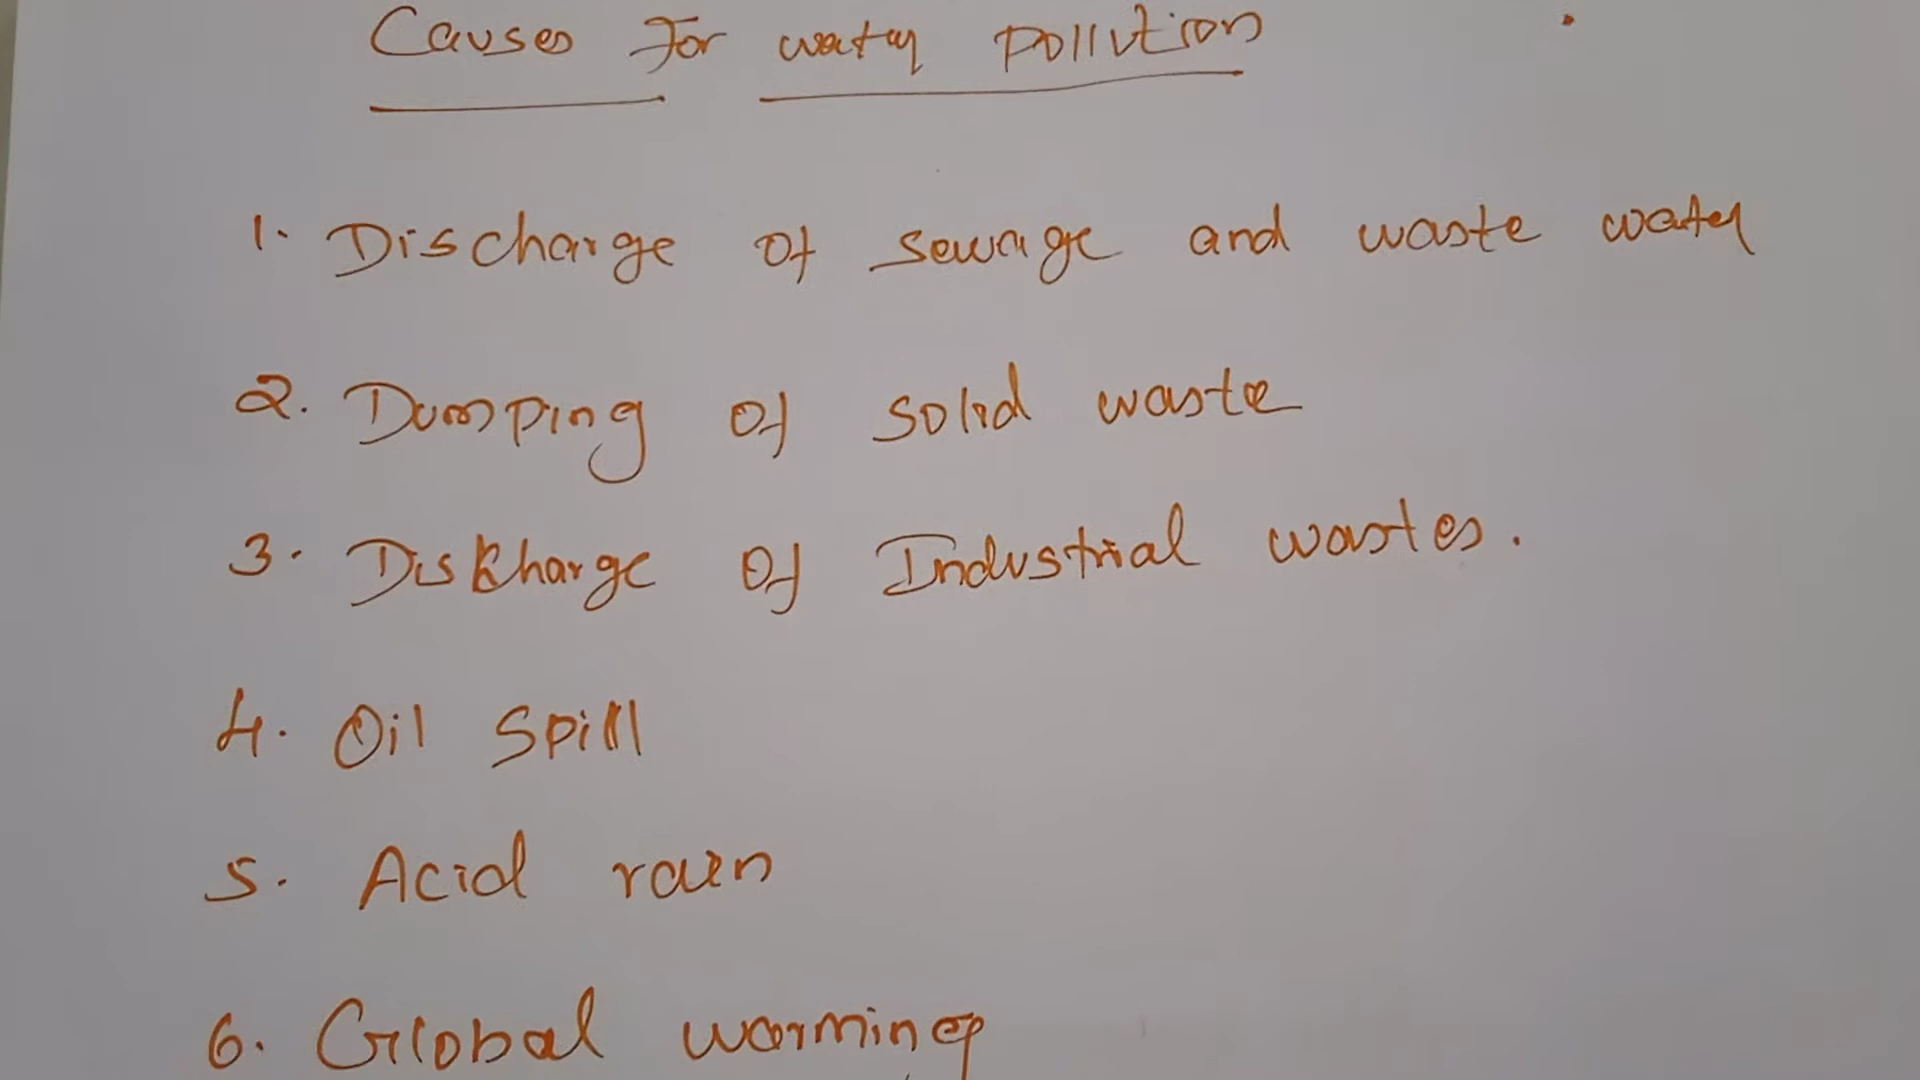 Causes For water pollution
1. Discharge of sewage and waste water
2. Dumping of solid waste
3. Discharge of Industrial wastes.
4. Oil Spill
5. Acid rain
6. Global warming